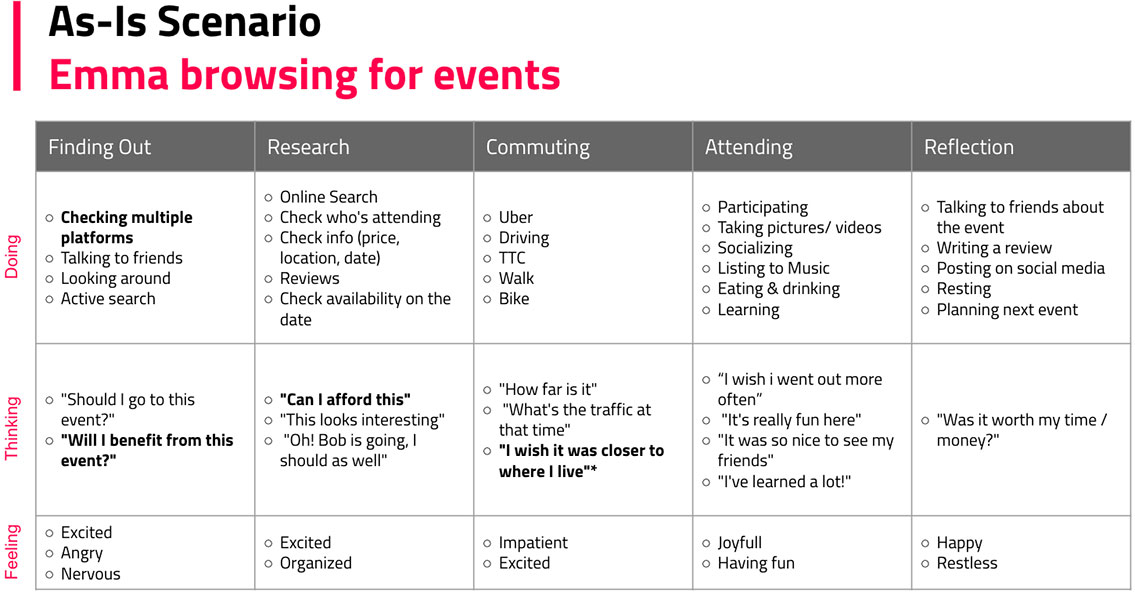 As-Is Scenario
Emma browsing for events
Finding Out
Research
Commuting
Attending
Reflection
Doing
Checking multiple
platforms
Talking to friends
Looking around
Active search
Online Search
Check who's attending
Check info (price,
location, date)
Reviews
Check availability on the
date
Uber
Driving
TTC
Walk
Bike
Participating
Taking pictures/ videos
Socializing
Listing to Music
Eating & drinking
Learning
Talking to friends about
the event
Writing a review
Posting on social media
Resting
Planning next event
Thinking
"Should I go to this
event?"
"Will I benefit from this
event?"
"Can I afford this"
"This looks interesting"
"Oh! Bob is going, I
should as well"
"How far is it"
"What's the traffic at
that time"
"I wish it was closer to
where I live"*
“I wish i went out more
often”
"It's really fun here"
"It was so nice to see my
friends"
"I've learned a lot!"
"Was it worth my time /
money?"
Feeling
Excited
Angry
Nervous
Excited
Organized
Impatient
Excited
Joyfull
Having fun
Happy
Restless